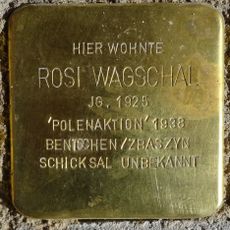 HIER WOHNTE
ROSI WAGSCHAL
JG. 1925
'POLENAKTION' 1938
BENTSCHEN/ZBASZYN
SCHICKSAL UNBEKANNT